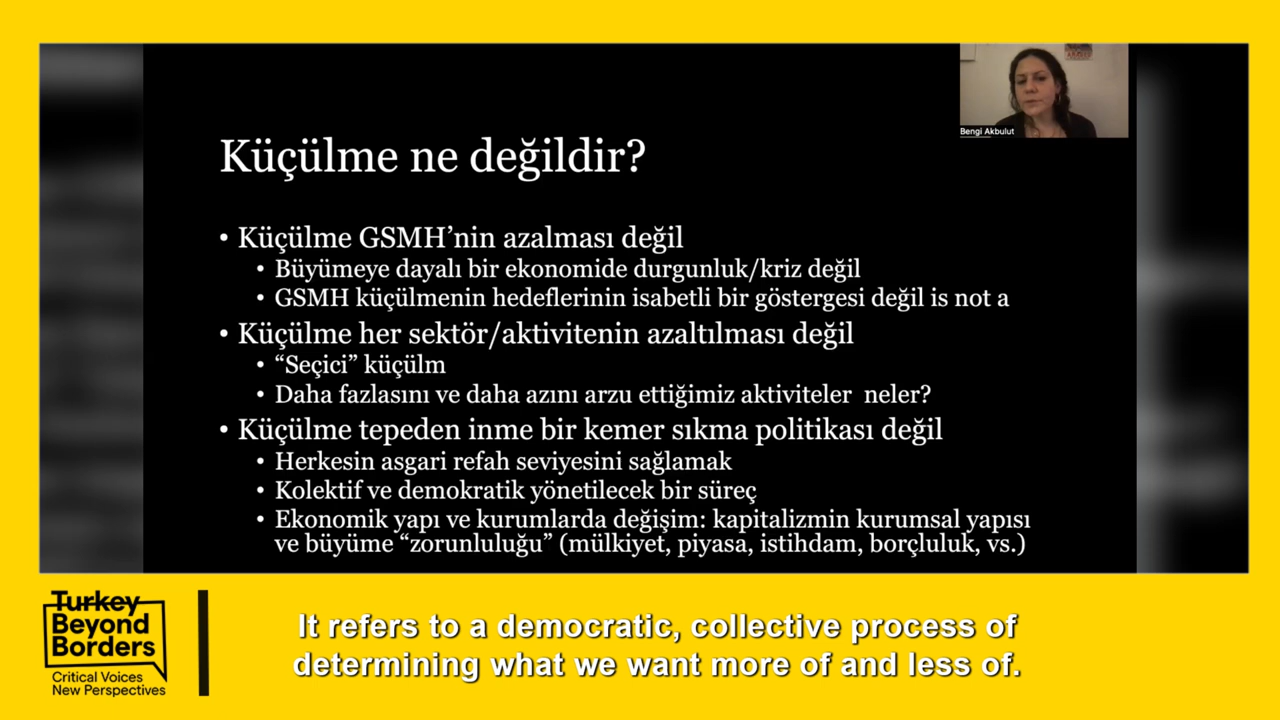 Bengi Akbulut
Küçülme ne değildir?
• Küçülme GSMH’nin azalması değil
• Büyümeye dayalı bir ekonomide durgunluk/kriz değil
• GSMH küçülmenin hedeflerinin isabetli bir göstergesi değil is not a
• Küçülme her sektör/aktivitenin azaltılması değil
• “Seçici” küçülm
• Daha fazlasını ve daha azını arzu ettiğimiz aktiviteler neler?
• Küçülme tepeden inme bir kemer sıkma politikası değil
• Herkesin asgari refah seviyesini sağlamak
• Kolektif ve demokratik yönetilecek bir süreç
• Ekonomik yapı ve kurumlarda değişim: kapitalizmin kurumsal yapısı
ve büyüme “zorunluluğu” (mülkiyet, piyasa, istihdam, borçluluk, vs.)
Turkey
Beyond
Borders
Critical Voices
New Perspectives
It refers to a democratic, collective process of
determining what we want more of and less of.